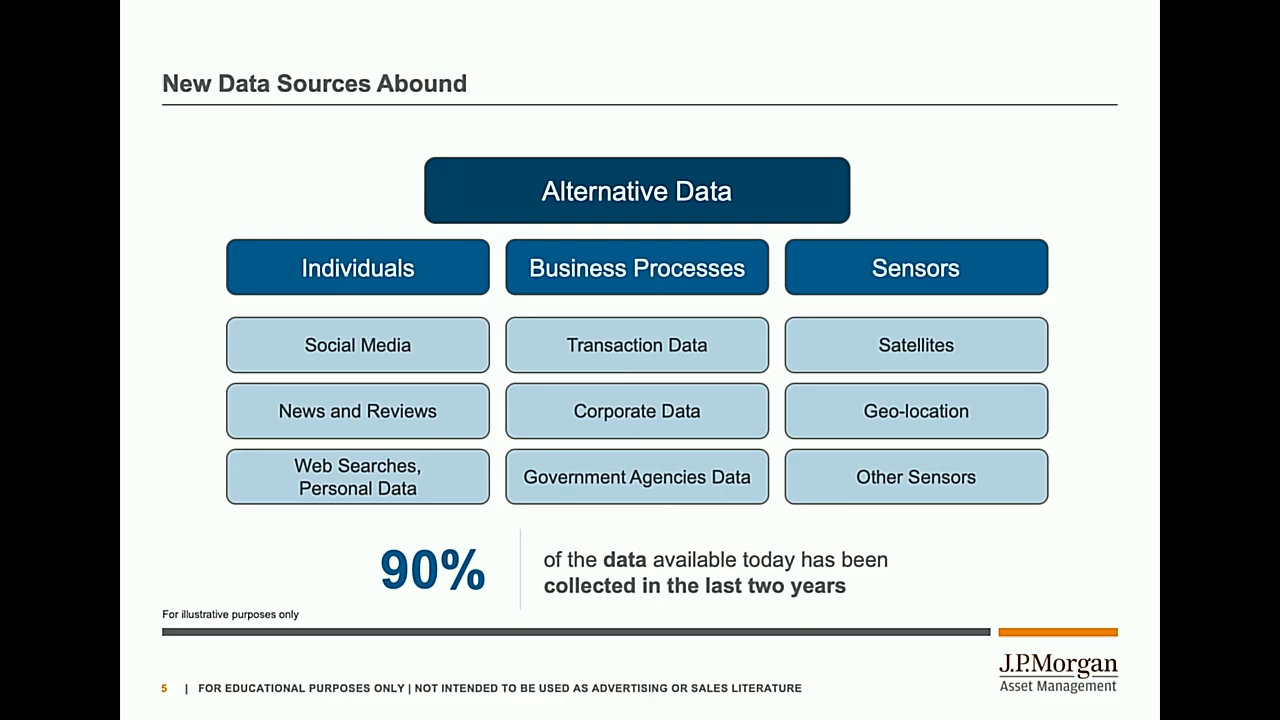 New Data Sources Abound
Alternative Data
Individuals
Business Processes
Sensors
Social Media
Transaction Data
Satellites
News and Reviews
Corporate Data
Geo-location
Web Searches,
Personal Data
Government Agencies Data
Other Sensors
90%
of the data available today has been
collected in the last two years
For illustrative purposes only
J.P.Morgan
Asset Management
5 | FOR EDUCATIONAL PURPOSES ONLY | NOT INTENDED TO BE USED AS ADVERTISING OR SALES LITERATURE